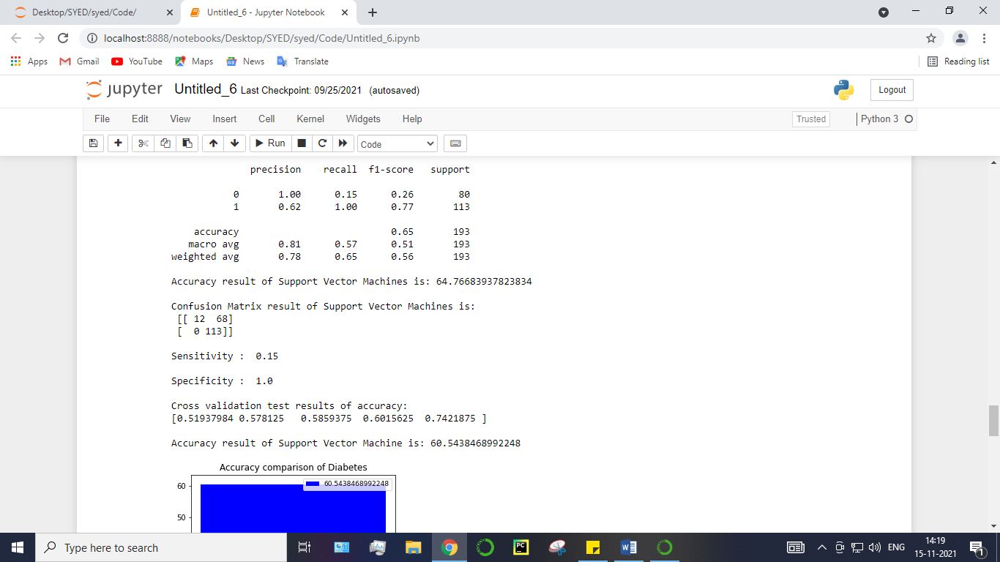 Desktop/SYED/syed/Code/
Untitled_6 - Jupyter Notebook
localhost:8888/notebooks/Desktop/SYED/syed/Code/Untitled_6.ipynb
Apps Gmail YouTube Maps News Translate Reading list
jupyter Untitled_6 Last Checkpoint: 09/25/2021 (autosaved) Logout
File Edit View Insert Cell Kernel Widgets Help Trusted Python 3
Run Code
precision recall f1-score support
0 1.00 0.15 0.26 80
1 0.62 1.00 0.77 113
accuracy 0.65 193
macro avg 0.81 0.57 0.51 193
weighted avg 0.78 0.65 0.56 193
Accuracy result of Support Vector Machines is: 64.76683937823834
Confusion Matrix result of Support Vector Machines is:
[[ 12 68]
[ 0 113]]
Sensitivity : 0.15
Specificity : 1.0
Cross validation test results of accuracy:
[0.51937984 0.578125 0.5859375 0.6015625 0.7421875 ]
Accuracy result of Support Vector Machine is: 60.5438468992248
Accuracy comparison of Diabetes
60 60.5438468992248
50
Type here to search PC ENG 14:19
15-11-2021 1